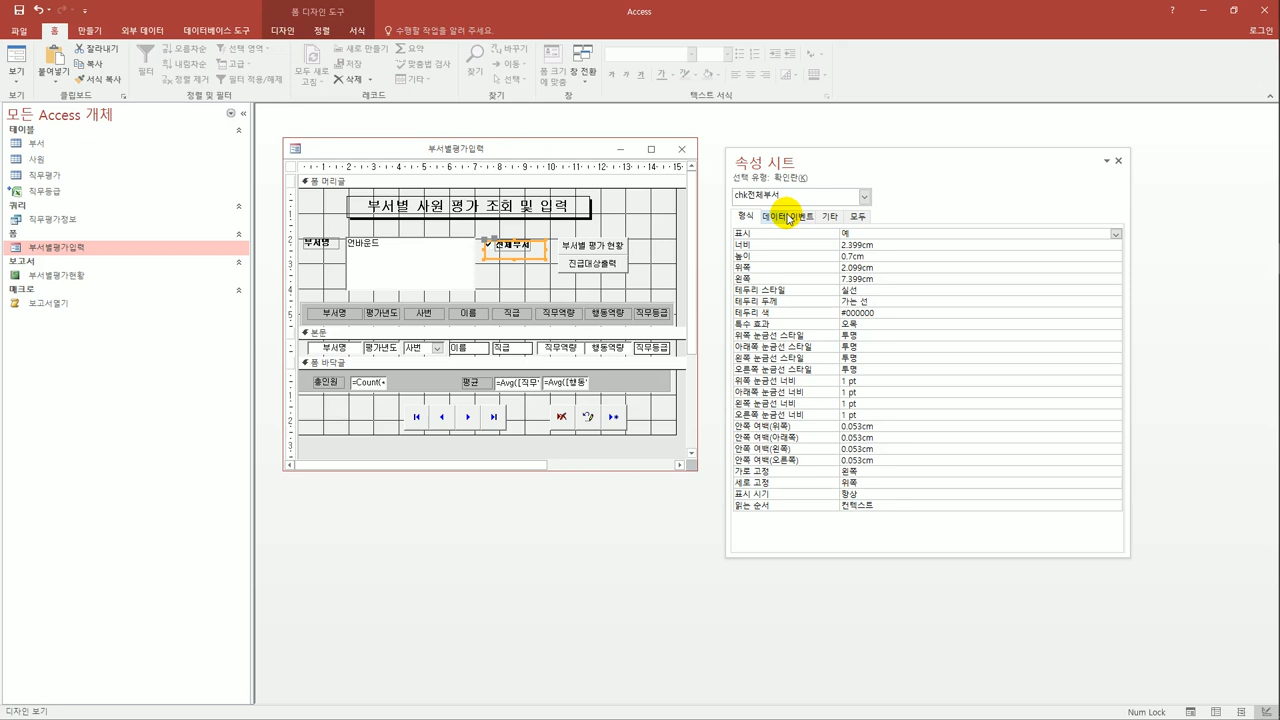 폼 디자인 도구
Access
파일
홈
만들기
외부 데이터
데이터베이스 도구
디자인
정렬
서식
수행할 작업을 알려 주세요.
로그인
보기
붙여넣기
잘라내기
복사
서식 복사
필터
오름차순
내림차순
정렬 제거
선택 영역
고급
필터 적용/해제
모두 새로 고침
새로 만들기
저장
삭제
요약
맞춤법 검사
기타
찾기
바꾸기
이동
선택
폼 크기에 맞춤
창 전환
보기
클립보드
정렬 및 필터
레코드
찾기
창
텍스트 서식
모든 Access 개체
테이블
부서
사원
직무평가
직무등급
쿼리
직무평가정보
폼
부서별평가입력
보고서
부서별평가현황
매크로
보고서열기
부서별평가입력
폼 머리글
부서별 사원 평가 조회 및 입력
부서명
언바운드
전체부서
부서별 평가 현황
진급대상출력
부서명 평가년도 사번 이름 직급 직무역량 행동역량 직무등급
본문
부서명 평가년도 사번 이름 직급 직무역량 행동역량 직무등급
폼 바닥글
총인원 =Count(* 평균 =Avg([직무' =Avg([행동'
속성 시트
선택 유형: 확인란(K)
chk전체부서
형식 데이터 이벤트 기타 모두
표시 예
너비 2.399cm
높이 0.7cm
위쪽 2.099cm
왼쪽 7.399cm
테두리 스타일 실선
테두리 두께 가는 선
테두리 색 #000000
특수 효과 오목
위쪽 눈금선 스타일 투명
아래쪽 눈금선 스타일 투명
왼쪽 눈금선 스타일 투명
오른쪽 눈금선 스타일 투명
위쪽 눈금선 너비 1 pt
아래쪽 눈금선 너비 1 pt
왼쪽 눈금선 너비 1 pt
오른쪽 눈금선 너비 1 pt
안쪽 여백(위쪽) 0.053cm
안쪽 여백(아래쪽) 0.053cm
안쪽 여백(왼쪽) 0.053cm
안쪽 여백(오른쪽) 0.053cm
가로 고정 왼쪽
세로 고정 위쪽
표시 시기 항상
읽는 순서 컨텍스트
디자인 보기
Num Lock